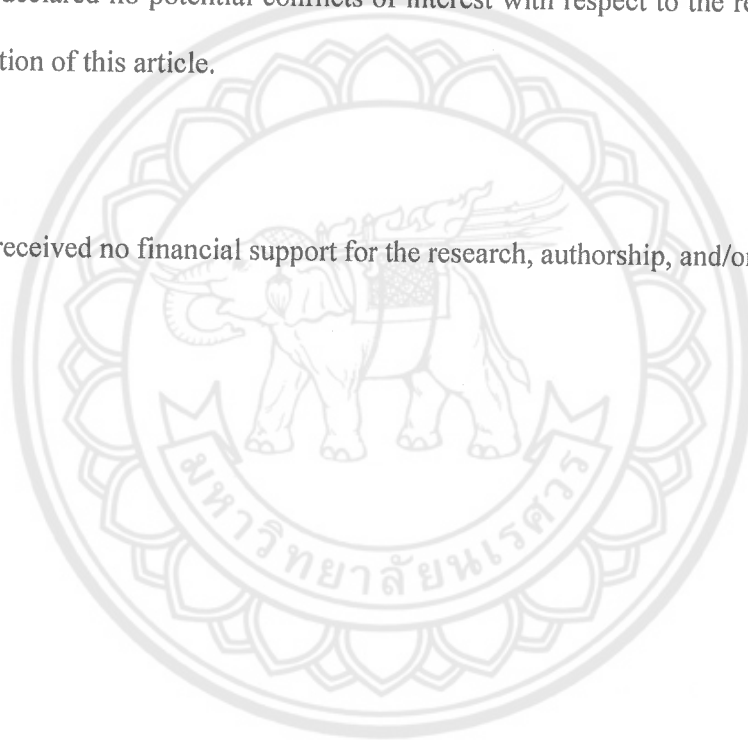 declared no potential conflicts of interest with respect to the
tion of this article.
received no financial support for the research, authorship, and/or
มหาวิทยาลัยนเรศวร